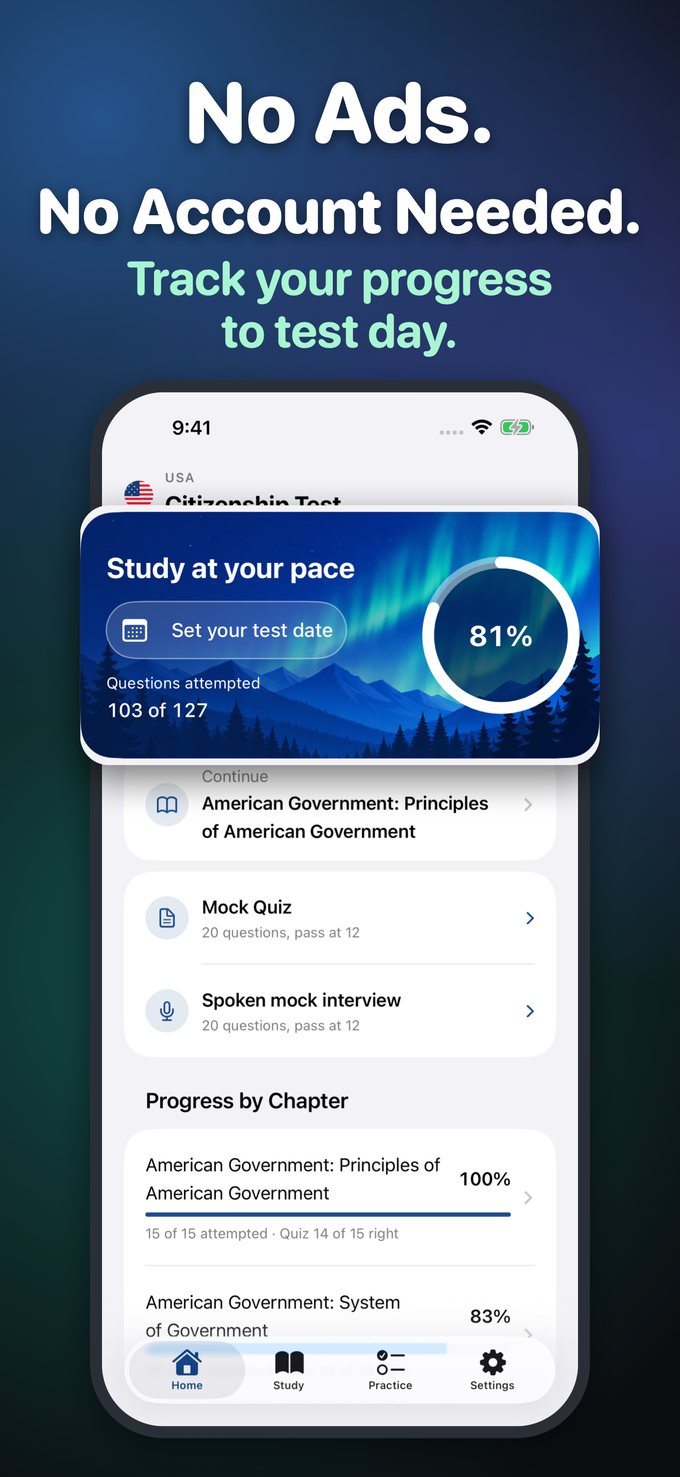 No Ads.
No Account Needed.
Track your progress
to test day.
9:41
USA
Citizenship Test
Study at your pace
Set your test date
81%
Questions attempted
103 of 127
Continue
American Government: Principles
of American Government
Mock Quiz
20 questions, pass at 12
Spoken mock interview
20 questions, pass at 12
Progress by Chapter
American Government: Principles of
American Government
100%
15 of 15 attempted · Quiz 14 of 15 right
American Government: System
of Government
83%
Home
Study
Practice
Settings